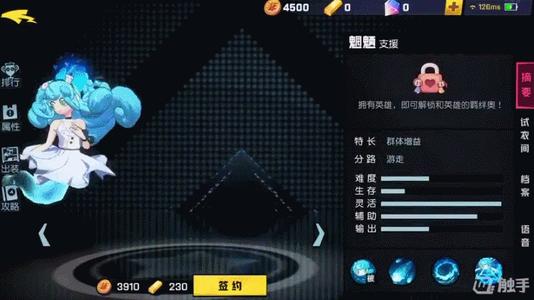 4500
0
0
+
126ms
魍魉 支援
拥有英雄，即可解锁和英雄的羁绊奥！
特长 群体增益
分路 游走
难度
生存
灵活
辅助
输出
被
排行
属性
出装
攻略
摘要
试衣间
档案
语音
3910
230
签约
触手